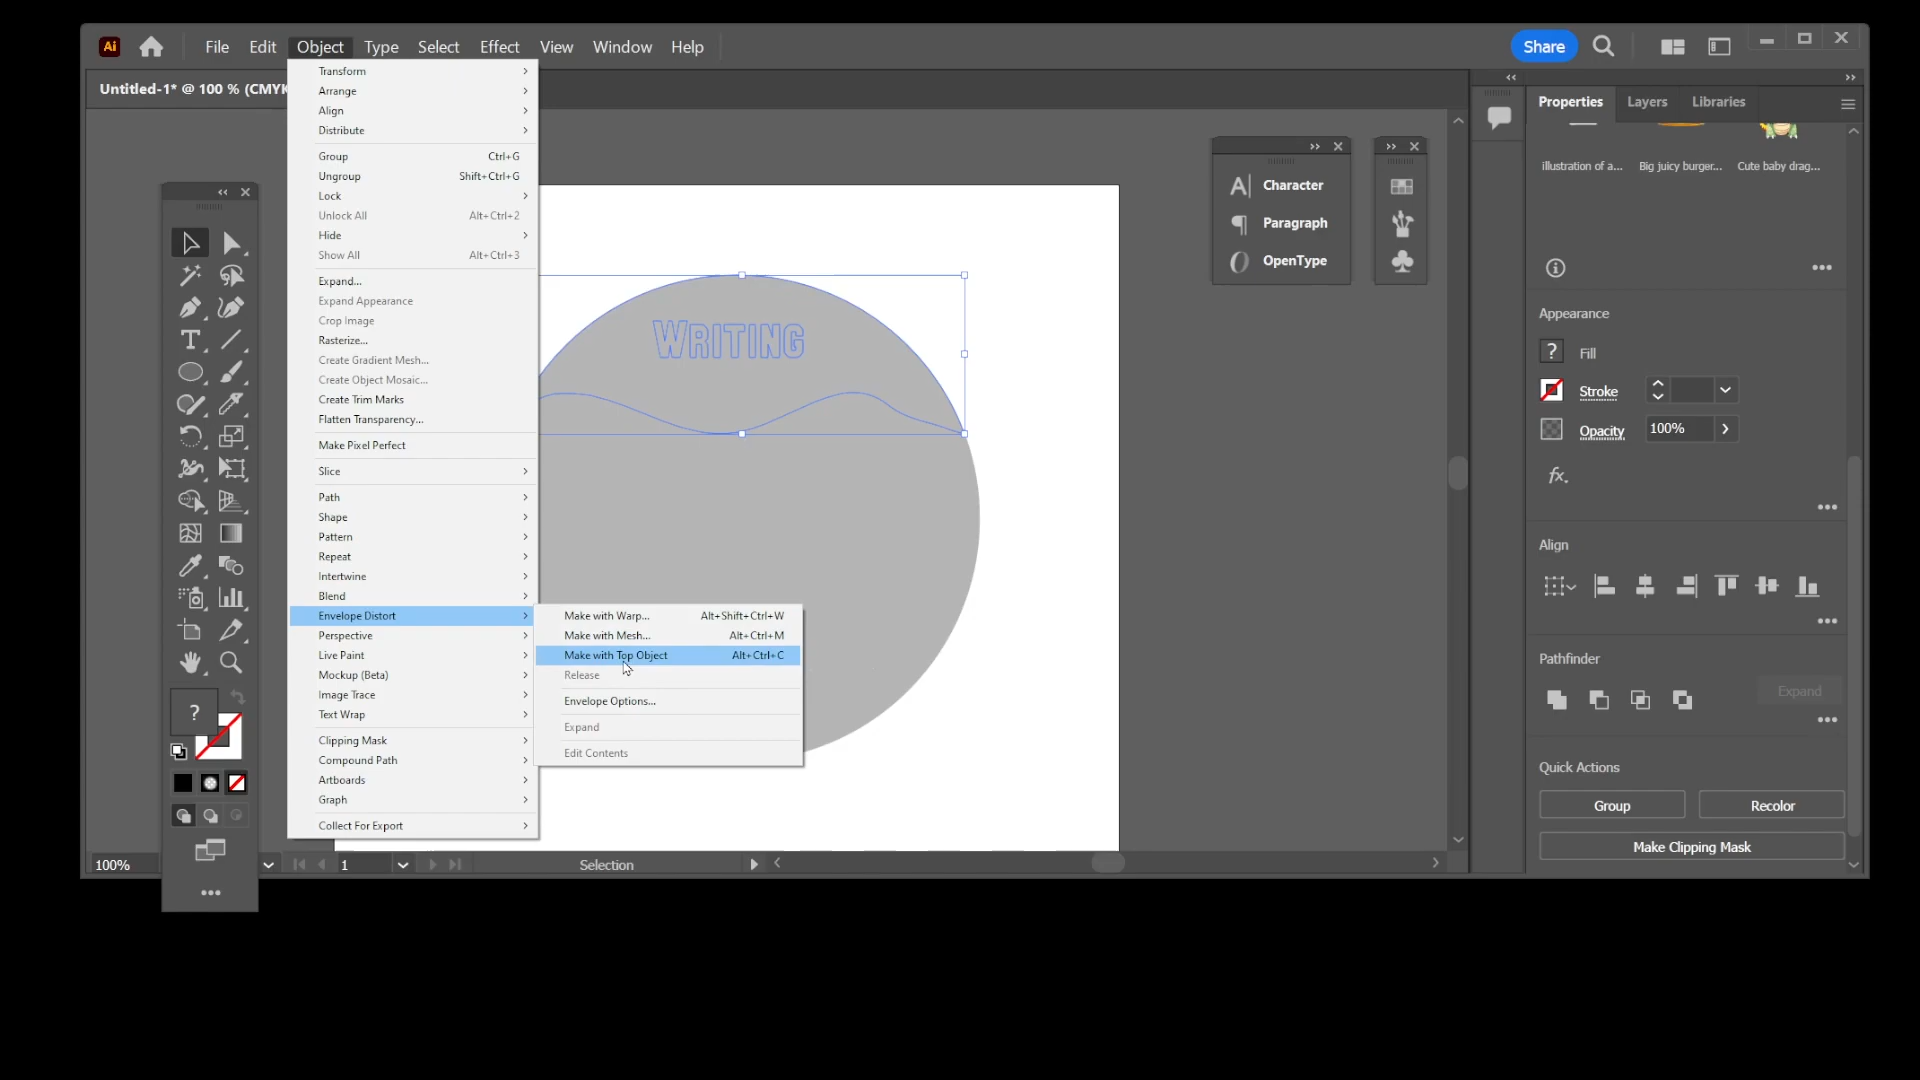 Ai File Edit Object Type Select Effect View Window Help Share
Untitled-1* @ 100 % (CMYK
Transform
Arrange
Align
Distribute
Group Ctrl+G
Ungroup Shift+Ctrl+G
Lock
Unlock All Alt+Ctrl+2
Hide
Show All Alt+Ctrl+3
Expand...
Expand Appearance
Crop Image
Rasterize...
Create Gradient Mesh...
Create Object Mosaic...
Create Trim Marks
Flatten Transparency...
Make Pixel Perfect
Slice
Path
Shape
Pattern
Repeat
Intertwine
Blend
Envelope Distort
Perspective
Live Paint
Mockup (Beta)
Image Trace
Text Wrap
Clipping Mask
Compound Path
Artboards
Graph
Collect For Export
Make with Warp... Alt+Shift+Ctrl+W
Make with Mesh... Alt+Ctrl+M
Make with Top Object Alt+Ctrl+C
Release
Envelope Options...
Expand
Edit Contents
WRITING
Character
Paragraph
OpenType
Properties Layers Libraries
illustration of a... Big juicy burger... Cute baby drag...
Appearance
? Fill
Stroke
Opacity 100%
fx.
Align
Pathfinder
Expand
Quick Actions
Group Recolor
Make Clipping Mask
?
100% 1 Selection